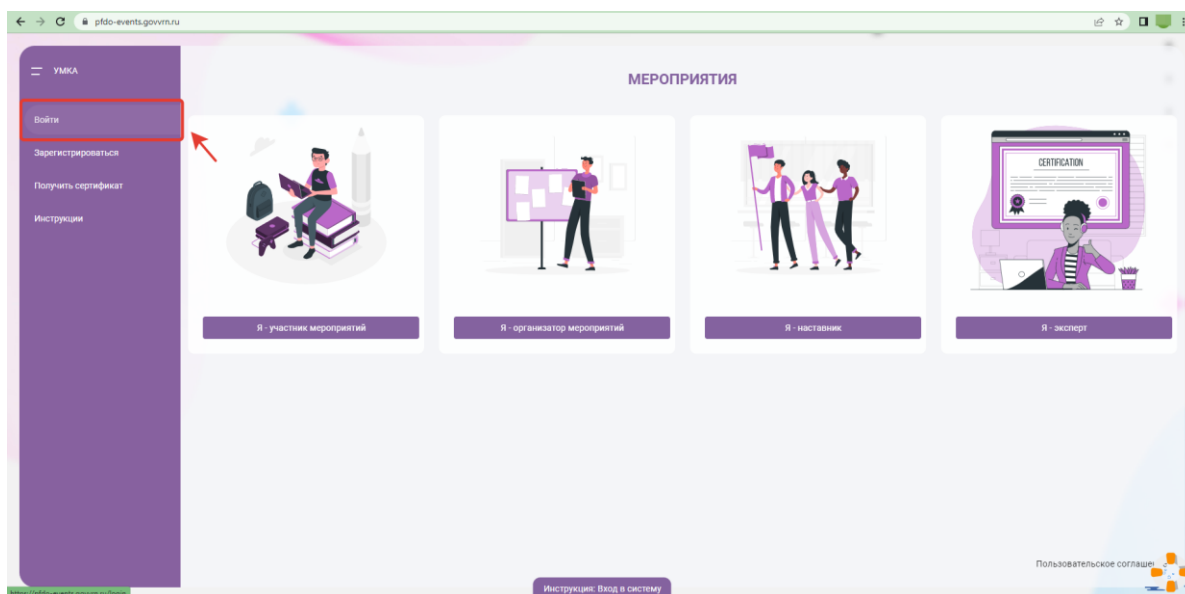 pfdo-events.govvrn.ru
УМКА
МЕРОПРИЯТИЯ
Войти
Зарегистрироваться
Получить сертификат
Инструкции
CERTIFICATION
Я - участник мероприятий
Я - организатор мероприятий
Я - наставник
Я - эксперт
Пользовательское
Инструкция: Вход в систему